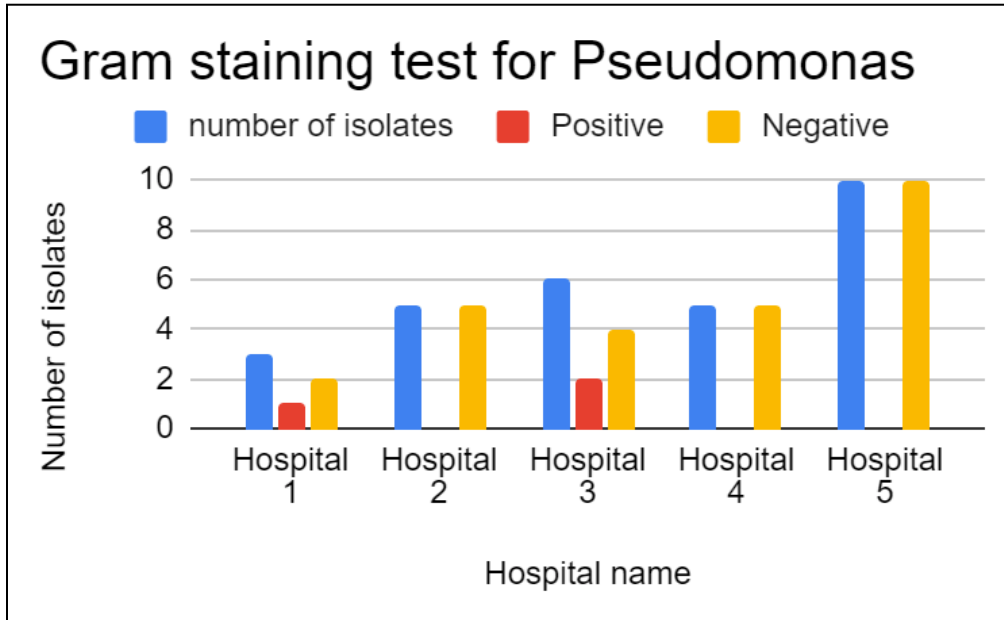 Gram staining test for Pseudomonas
number of isolates Positive Negative
Number of isolates
10
8
6
4
2
0
Hospital 1
Hospital 2
Hospital 3
Hospital 4
Hospital 5
Hospital name